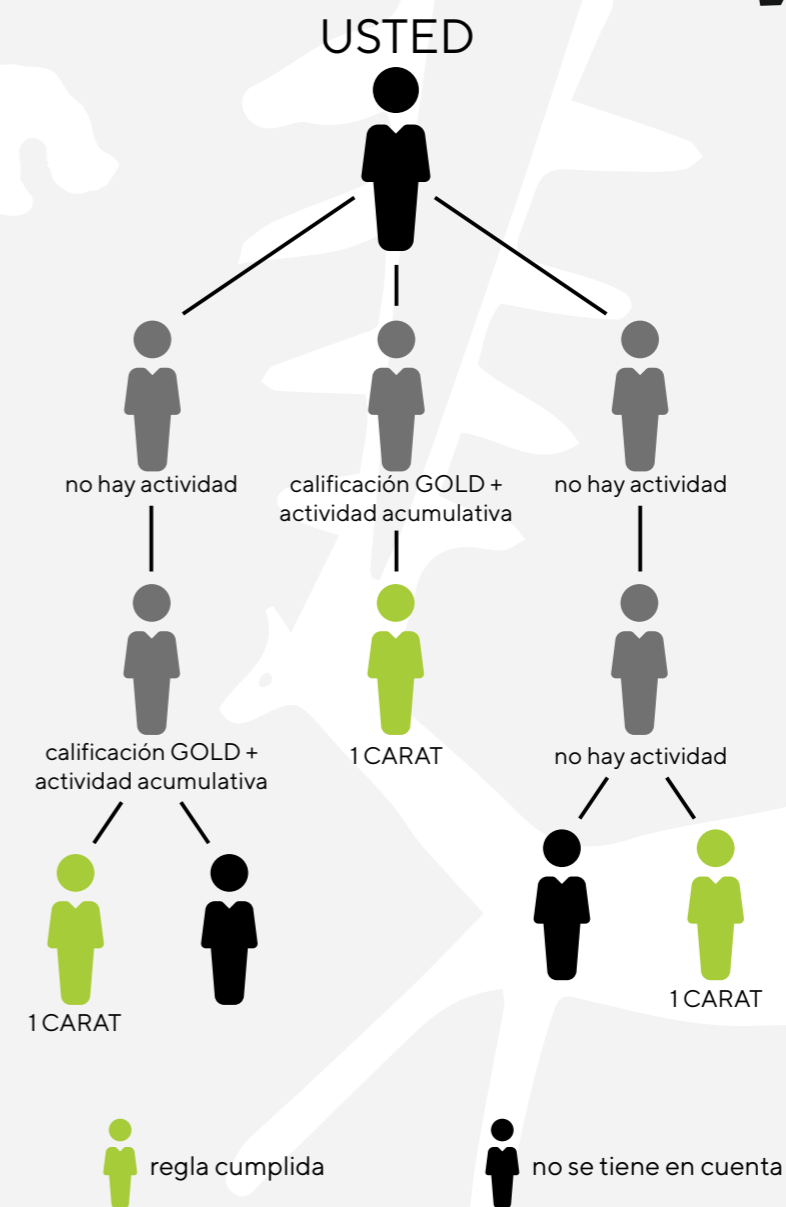 USTED
no hay actividad
calificación GOLD +
actividad acumulativa
no hay actividad
calificación GOLD +
actividad acumulativa
1 CARAT
no hay actividad
1 CARAT
1 CARAT
regla cumplida
no se tiene en cuenta